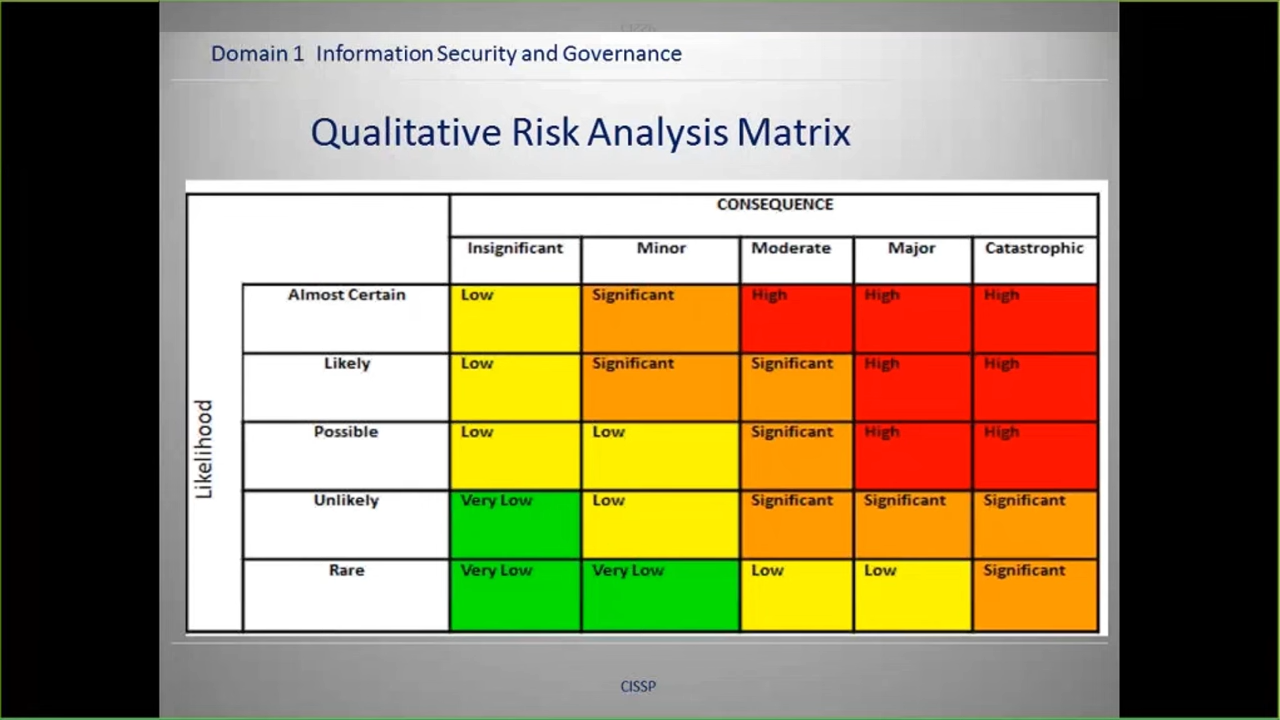 Domain 1 Information Security and Governance
Qualitative Risk Analysis Matrix
CONSEQUENCE
Insignificant Minor Moderate Major Catastrophic
Likelihood
Almost Certain Low Significant High High High
Likely Low Significant Significant High High
Possible Low Low Significant High High
Unlikely Very Low Low Significant Significant Significant
Rare Very Low Very Low Low Low Significant
CISSP